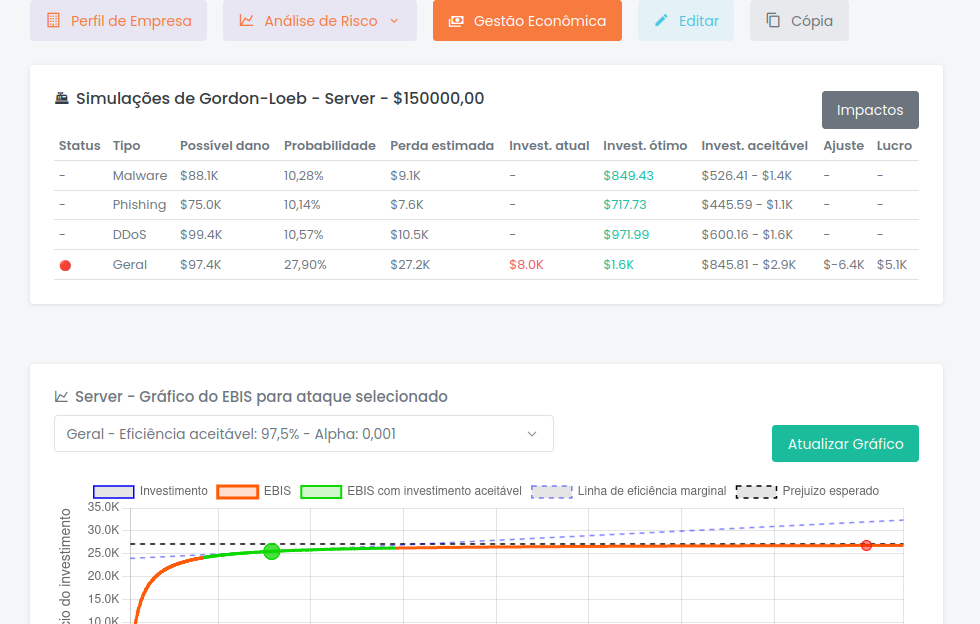 Perfil de Empresa Análise de Risco Gestão Econômica Editar Cópia
Simulações de Gordon-Loeb - Server - $150000,00
Impactos
Status Tipo Possível dano Probabilidade Perda estimada Invest. atual Invest. ótimo Invest. aceitável Ajuste Lucro
- Malware $88.1K 10,28% $9.1K - $849.43 $526.41 - $1.4K - -
- Phishing $75.0K 10,14% $7.6K - $717.73 $445.59 - $1.1K - -
- DDoS $99.4K 10,57% $10.5K - $971.99 $600.16 - $1.6K - -
Geral $97.4K 27,90% $27.2K $8.0K $1.6K $845.81 - $2.9K $-6.4K $5.1K
Server - Gráfico do EBIS para ataque selecionado
Geral - Eficiência aceitável: 97,5% - Alpha: 0,001
Atualizar Gráfico
Investimento EBIS EBIS com investimento aceitável Linha de eficiência marginal Prejuizo esperado
35.0K
30.0K
25.0K
20.0K
15.0K
10.0K
do investimento